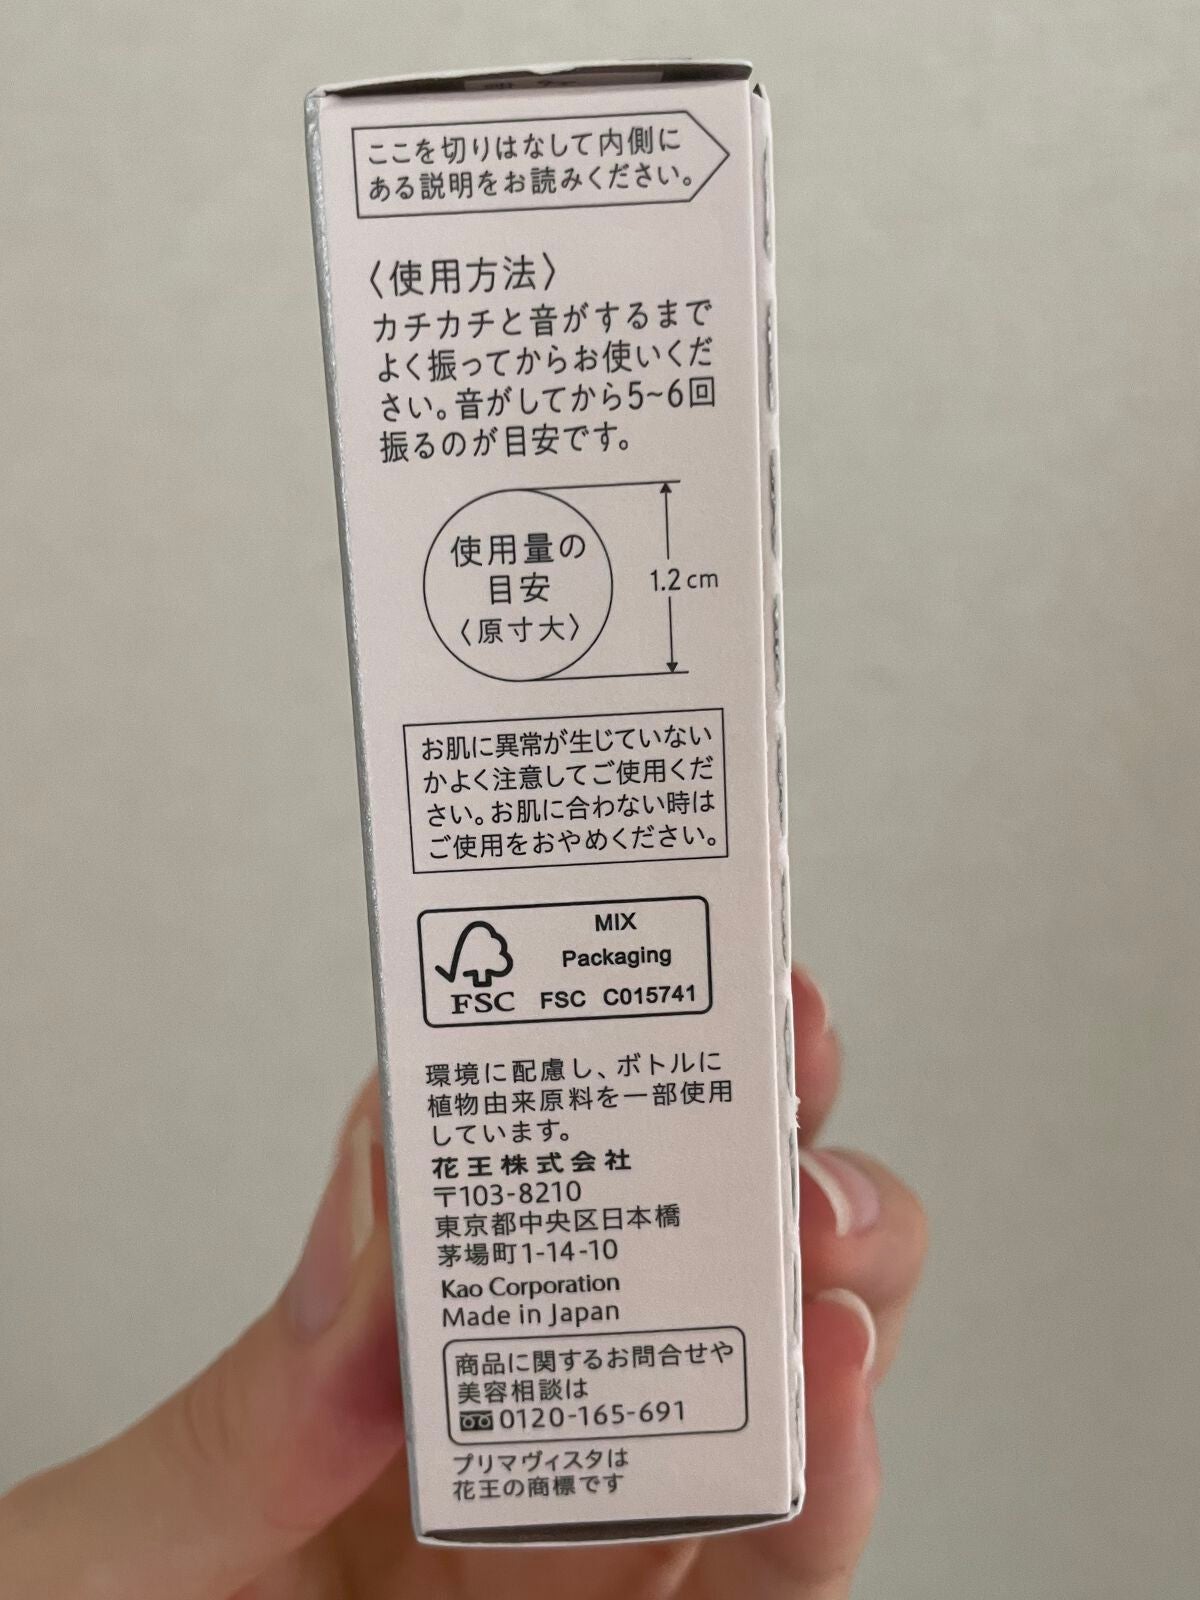 ここを切りはなして内側に
ある説明をお読みください。
〈使用方法〉
カチカチと音がするまで
よく振ってからお使いくだ
さい。音がしてから5~6回
振るのが目安です。
使用量の
目安
〈原寸大〉
1.2cm
お肌に異常が生じていない
かよく注意してご使用くだ
さい。お肌に合わない時は
ご使用をおやめください。
MIX
Packaging
FSC
FSC C015741
環境に配慮し、ボトルに
植物由来原料を一部使用
しています。
花王株式会社
〒103-8210
東京都中央区日本橋
茅場町1-14-10
Kao Corporation
Made in Japan
商品に関するお問合せや
美容相談は
0120-165-691
プリマヴィスタは
花王の商標です